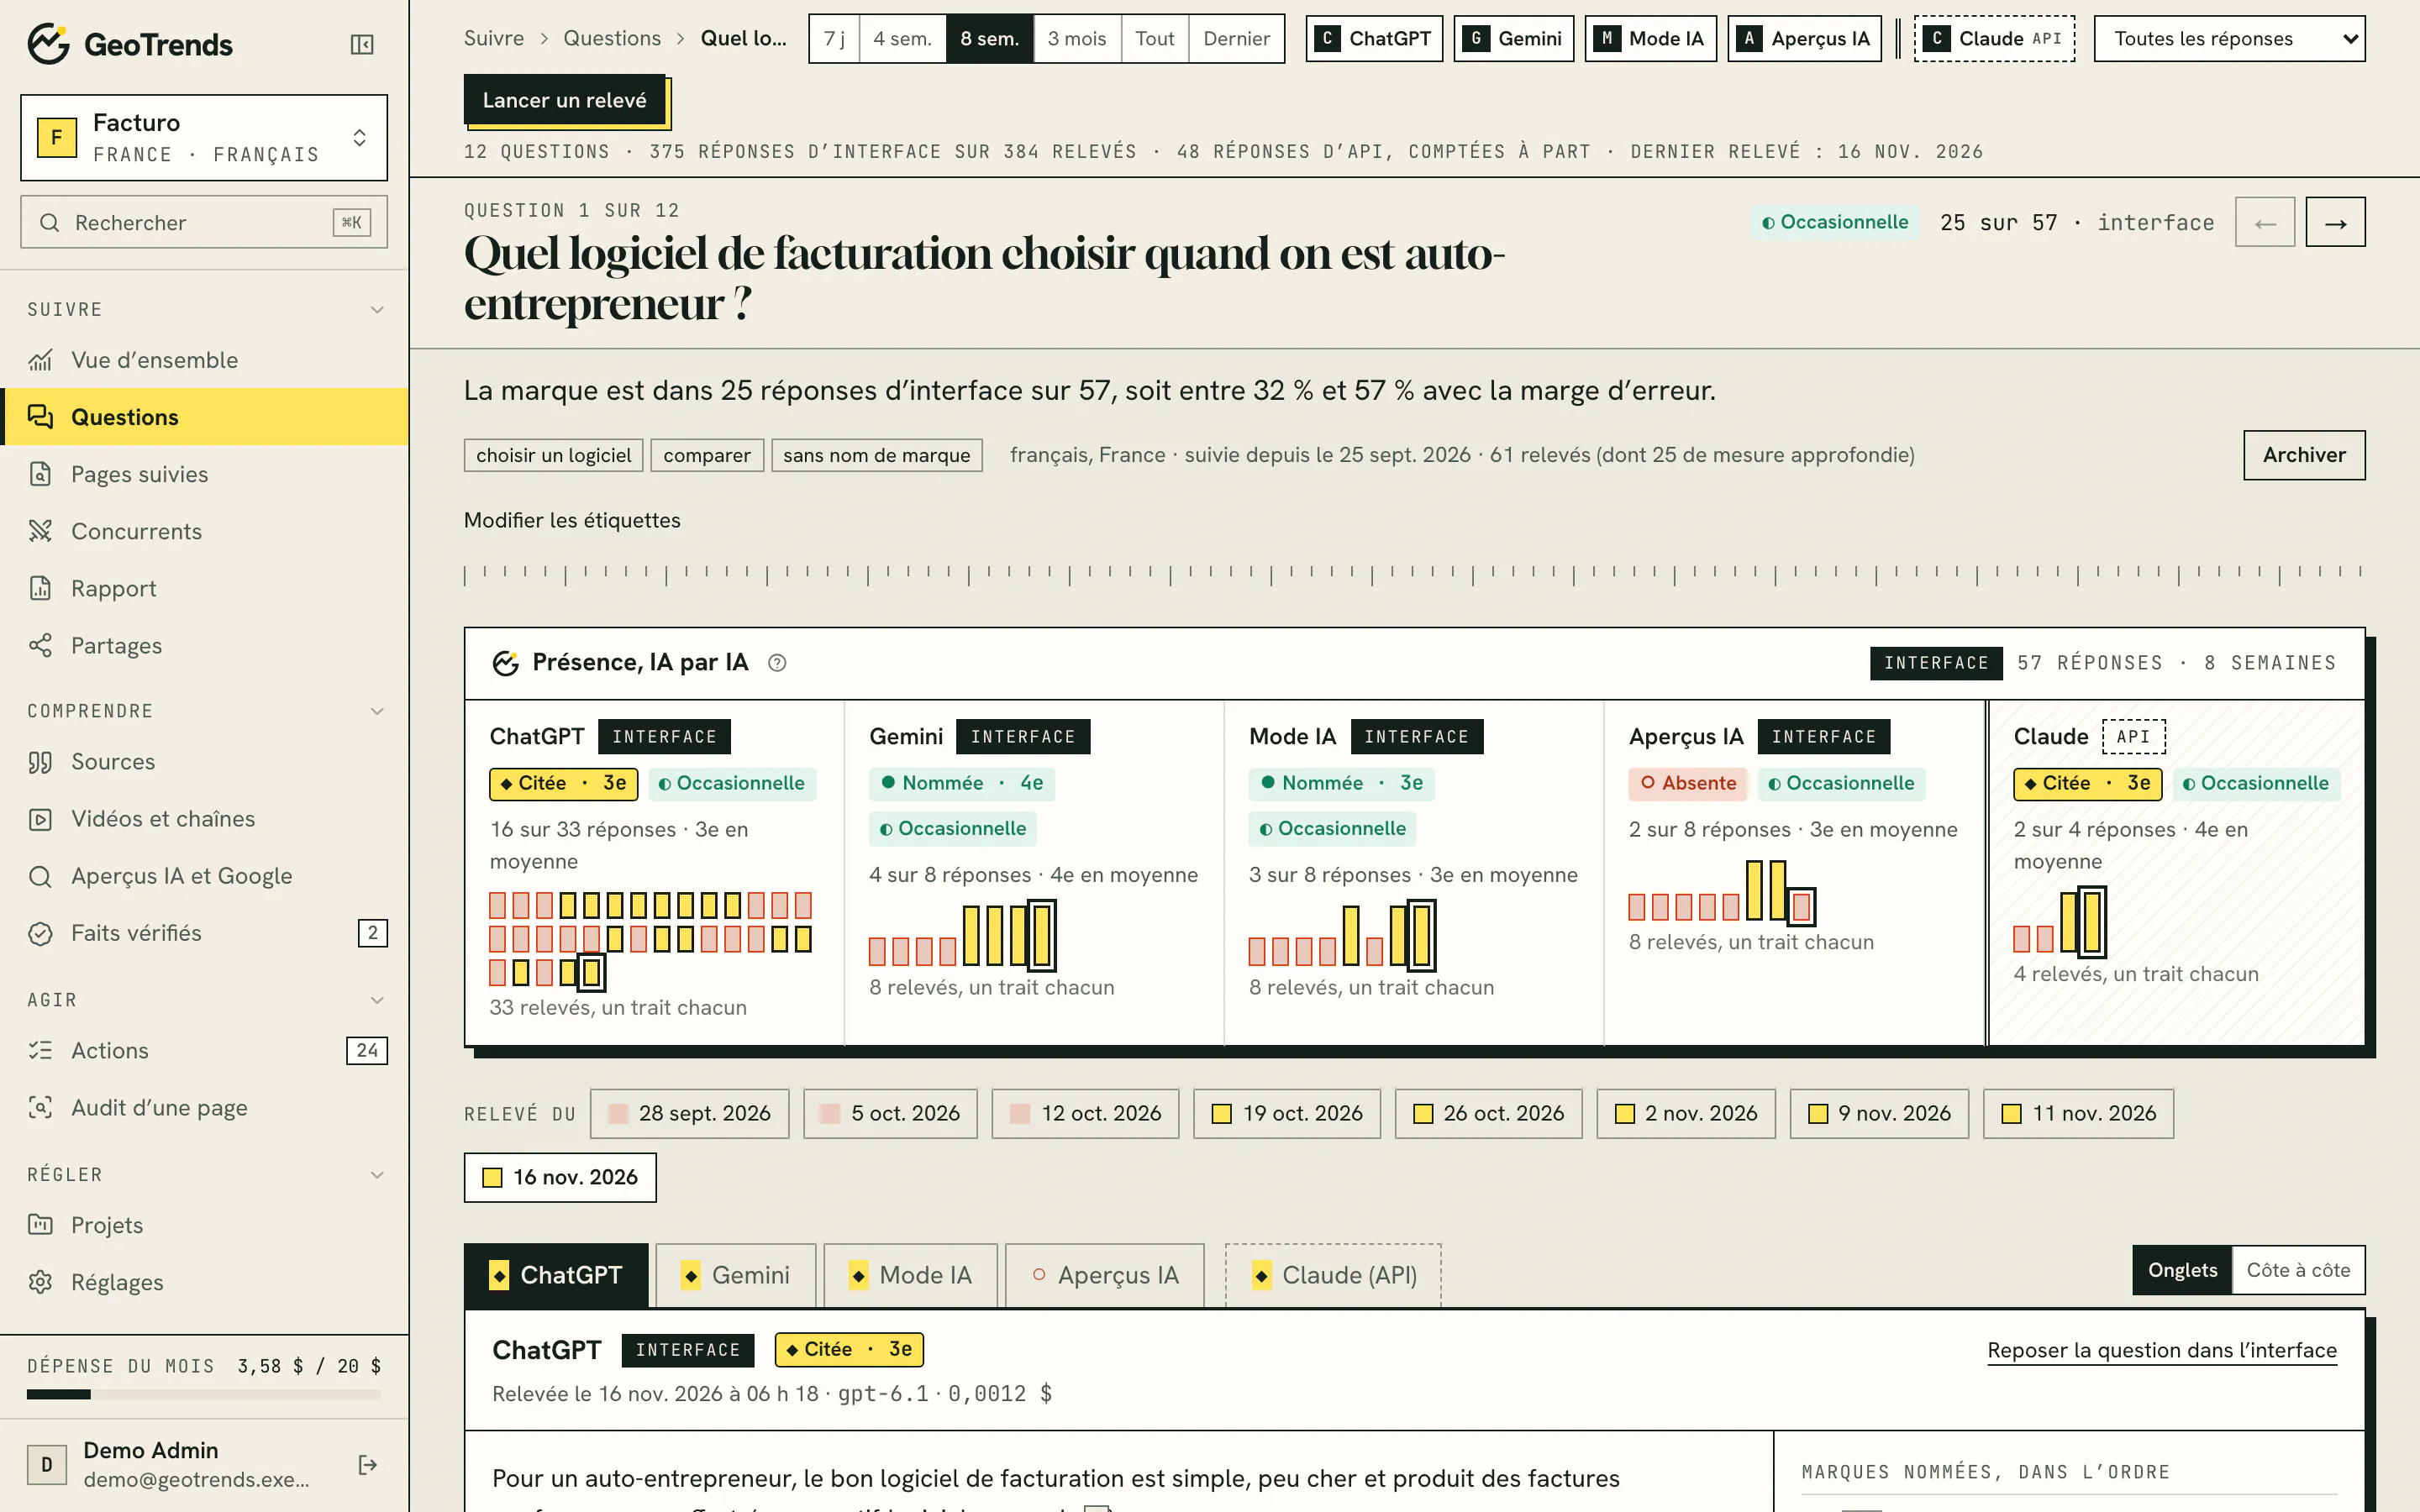 GeoTrends
F
Facturo
FRANCE · FRANÇAIS
Rechercher ⌘K
SUIVRE
Vue d’ensemble
Questions
Pages suivies
Concurrents
Rapport
Partages
COMPRENDRE
Sources
Vidéos et chaînes
Aperçus IA et Google
Faits vérifiés 2
AGIR
Actions 24
Audit d’une page
RÉGLER
Projets
Réglages
DÉPENSE DU MOIS 3,58 $ / 20 $
D
Demo Admin
demo@geotrends.exe…
Suivre > Questions > Quel lo… 7 j 4 sem. 8 sem. 3 mois Tout Dernier C ChatGPT G Gemini M Mode IA A Aperçus IA C Claude API Toutes les réponses
Lancer un relevé
12 QUESTIONS · 375 RÉPONSES D’INTERFACE SUR 384 RELEVÉS · 48 RÉPONSES D’API, COMPTÉES À PART · DERNIER RELEVÉ : 16 NOV. 2026
QUESTION 1 SUR 12
Quel logiciel de facturation choisir quand on est auto-
entrepreneur ?
Occasionnelle 25 sur 57 · interface ← →
La marque est dans 25 réponses d’interface sur 57, soit entre 32 % et 57 % avec la marge d’erreur.
choisir un logiciel comparer sans nom de marque français, France · suivie depuis le 25 sept. 2026 · 61 relevés (dont 25 de mesure approfondie) Archiver
Modifier les étiquettes
Présence, IA par IA ? INTERFACE 57 RÉPONSES · 8 SEMAINES
ChatGPT INTERFACE
Citée · 3e Occasionnelle
16 sur 33 réponses · 3e en
moyenne
33 relevés, un trait chacun
Gemini INTERFACE
Nommée · 4e
Occasionnelle
4 sur 8 réponses · 4e en moyenne
8 relevés, un trait chacun
Mode IA INTERFACE
Nommée · 3e
Occasionnelle
3 sur 8 réponses · 3e en moyenne
8 relevés, un trait chacun
Aperçus IA INTERFACE
Absente Occasionnelle
2 sur 8 réponses · 3e en moyenne
8 relevés, un trait chacun
Claude API
Citée · 3e Occasionnelle
2 sur 4 réponses · 4e en
moyenne
4 relevés, un trait chacun
RELEVÉ DU 28 sept. 2026 5 oct. 2026 12 oct. 2026 19 oct. 2026 26 oct. 2026 2 nov. 2026 9 nov. 2026 11 nov. 2026
16 nov. 2026
ChatGPT Gemini Mode IA Aperçus IA Claude (API) Onglets Côte à côte
ChatGPT INTERFACE Citée · 3e Reposer la question dans l’interface
Relevée le 16 nov. 2026 à 06 h 18 · gpt-6.1 · 0,0012 $
Pour un auto-entrepreneur, le bon logiciel de facturation est simple, peu cher et produit des factures
MARQUES NOMMÉES, DANS L’ORDRE